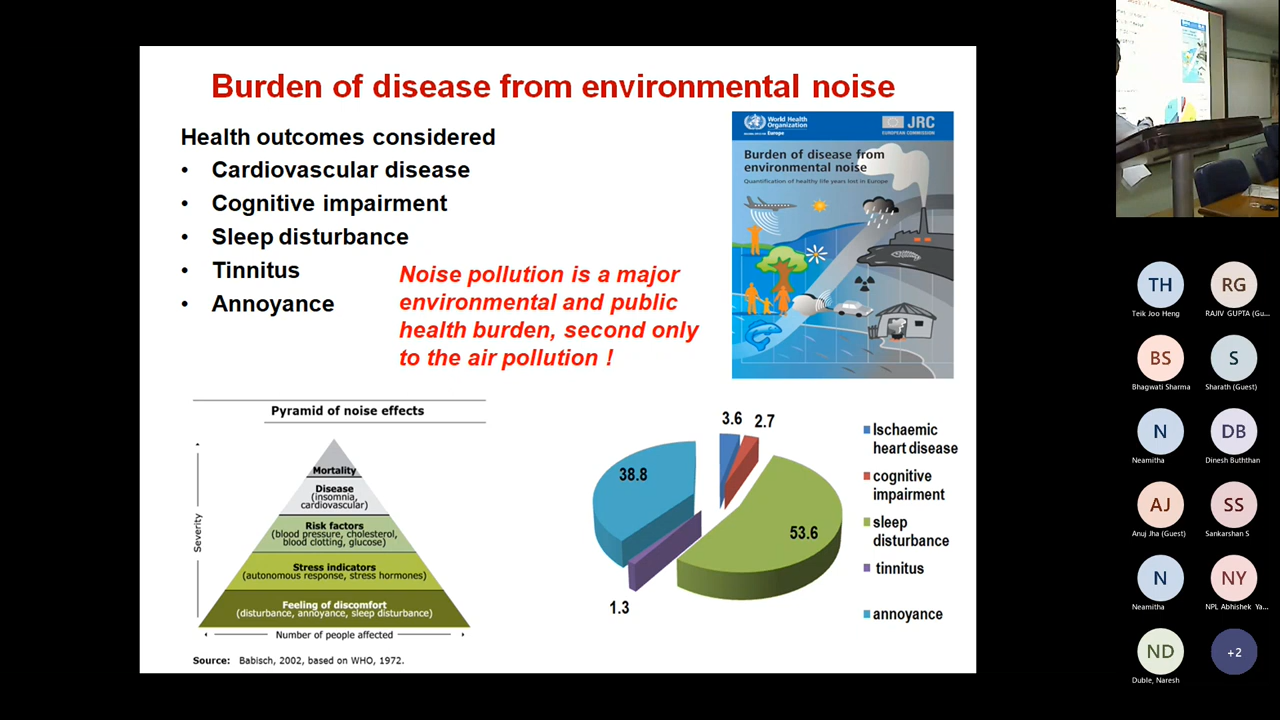 Burden of disease from environmental noise
Health outcomes considered
• Cardiovascular disease
• Cognitive impairment
• Sleep disturbance
• Tinnitus
• Annoyance
Noise pollution is a major
environmental and public
health burden, second only
to the air pollution !
World Health
Organization
Europe
JRC
EUROPEAN COMMISSION
Burden of disease from
environmental noise
Quantification of healthy life years lost in Europe
Pyramid of noise effects
Severity
Mortality
Disease
(insomnia,
cardiovascular)
Risk factors
(blood pressure, cholesterol,
blood clotting, glucose)
Stress indicators
(autonomous response, stress hormones)
Feeling of discomfort
(disturbance, annoyance, sleep disturbance)
Number of people affected
Source: Babisch, 2002, based on WHO, 1972.
3.6
2.7
38.8
53.6
1.3
Ischaemic
heart disease
cognitive
impairment
sleep
disturbance
tinnitus
annoyance
TH
Teik Joo Heng
RG
RAJIV GUPTA (Gu...
BS
Bhagwati Sharma
S
Sharath (Guest)
N
Neamitha
DB
Dinesh Buththan
AJ
Anuj Jha (Guest)
SS
Sankarshan S
N
Neamitha
NY
NPL Abhishek Ya...
ND
Duble, Naresh
+2